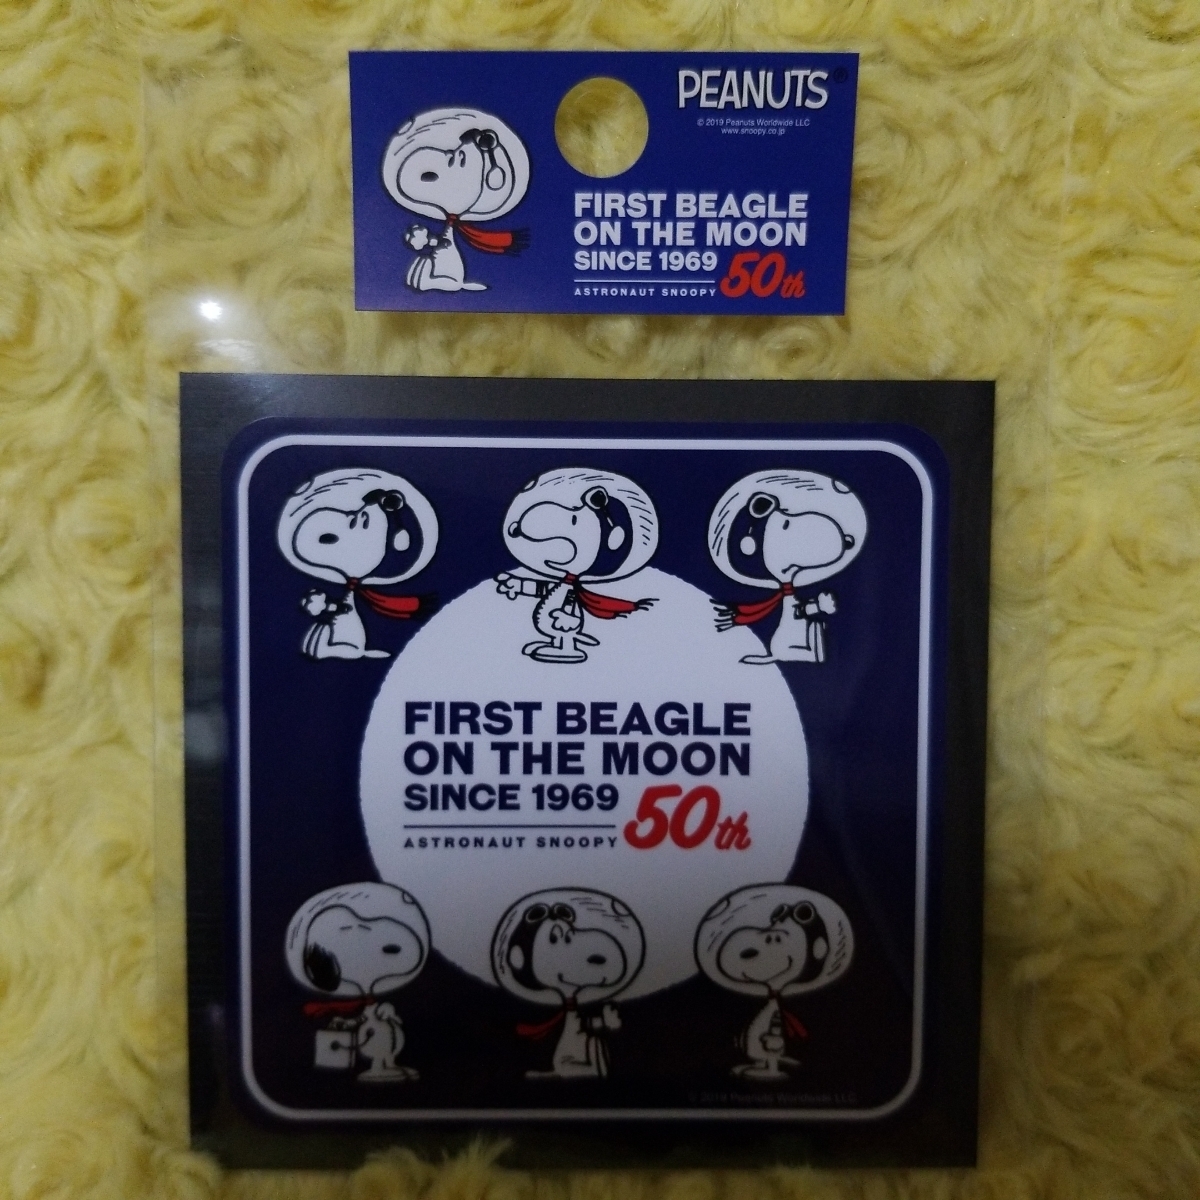 PEANUTS®
© 2019 Peanuts Worldwide LLC
www.snoopy.co.jp
FIRST BEAGLE
ON THE MOON
SINCE 1969 50th
ASTRONAUT SNOOPY
FIRST BEAGLE
ON THE MOON
SINCE 1969 50th
ASTRONAUT SNOOPY
© 2019 Peanuts Worldwide LLC